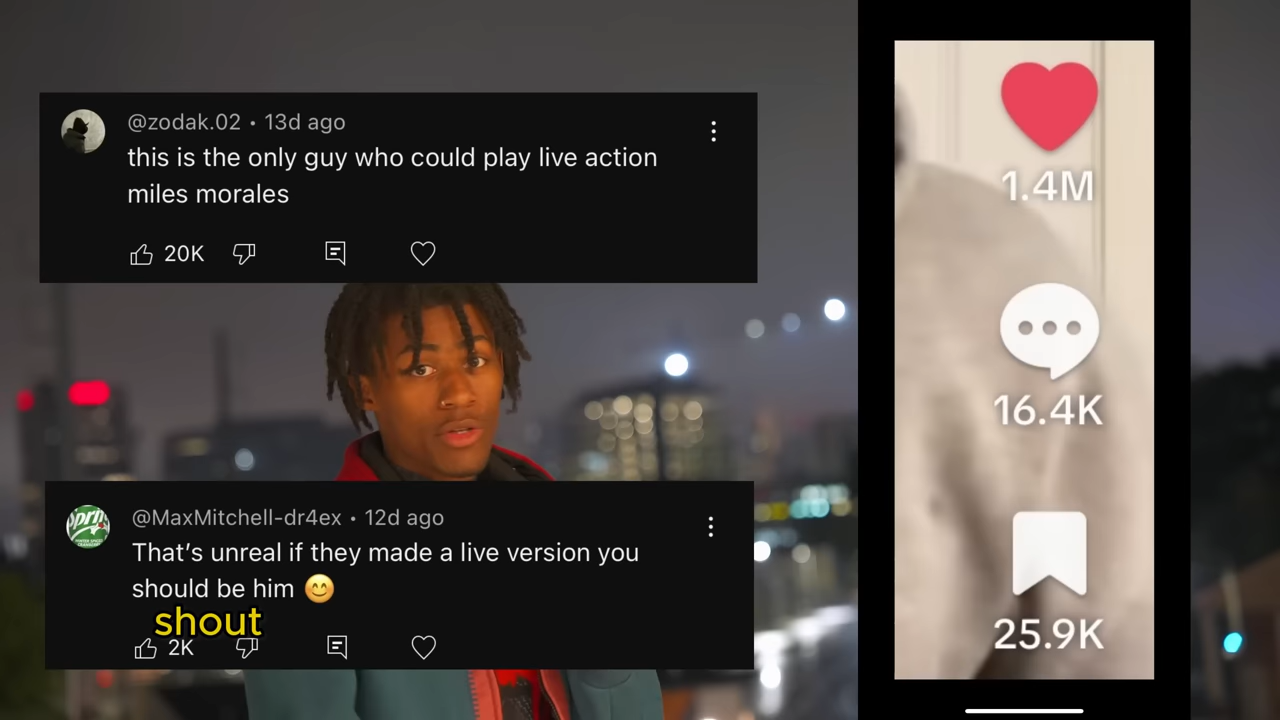 @zodak.02 • 13d ago
this is the only guy who could play live action
miles morales
20K
@MaxMitchell-dr4ex • 12d ago
That's unreal if they made a live version you
should be him 😊
shout
2K
1.4M
16.4K
25.9K